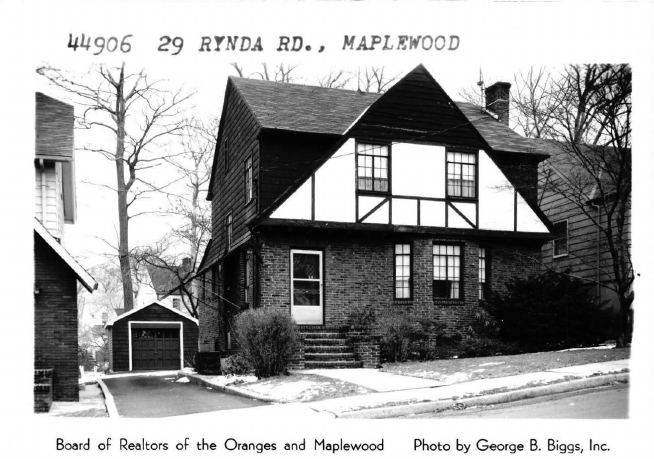 44906 29 RYNDA RD., MAPLEWOOD
Board of Realtors of the Oranges and Maplewood Photo by George B. Biggs, Inc.